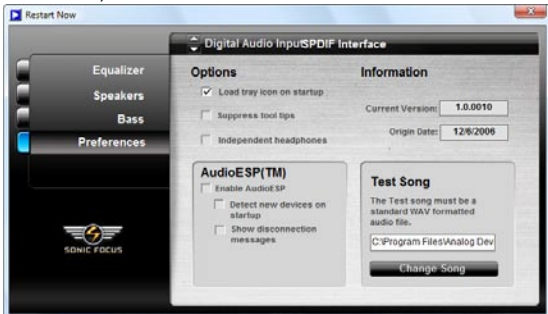 Restart Now
Digital Audio InputSPDIF Interface
Equalizer
Speakers
Bass
Preferences
SONIC FOCUS
Options
Load tray icon on startup
Suppress tool tips
Independent headphones
Information
Current Version: 1.0.0010
Origin Date: 12/6/2006
AudioESP(TM)
Enable AudioESP
Detect new devices on
startup
Show disconnection
messages
Test Song
The Test song must be a
standard WAV formatted
audio file.
C:\Program Files\Analog Dev
Change Song